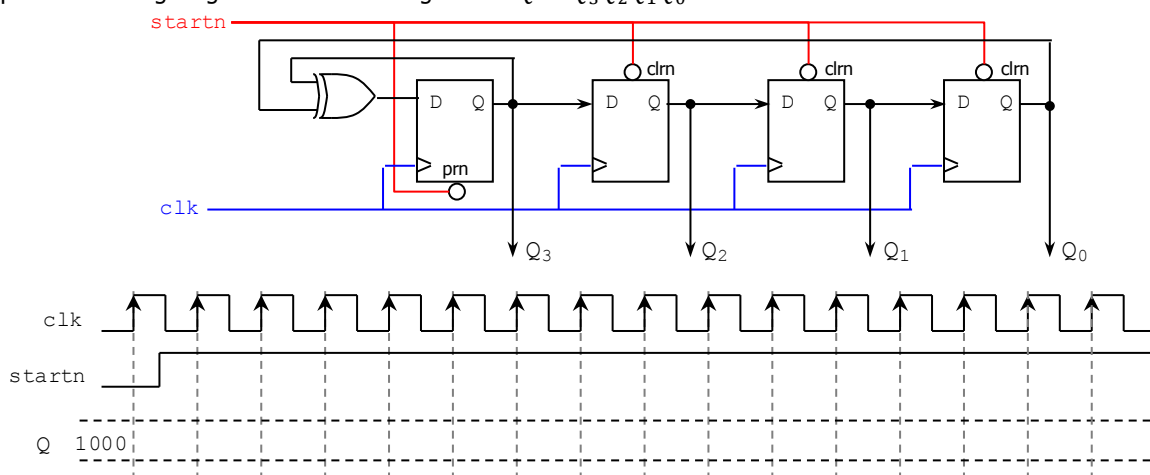 startn
clrn clrn clrn
D Q D Q D Q D Q
prn
clk
Q3 Q2 Q1 Q0
clk
startn
Q 1000